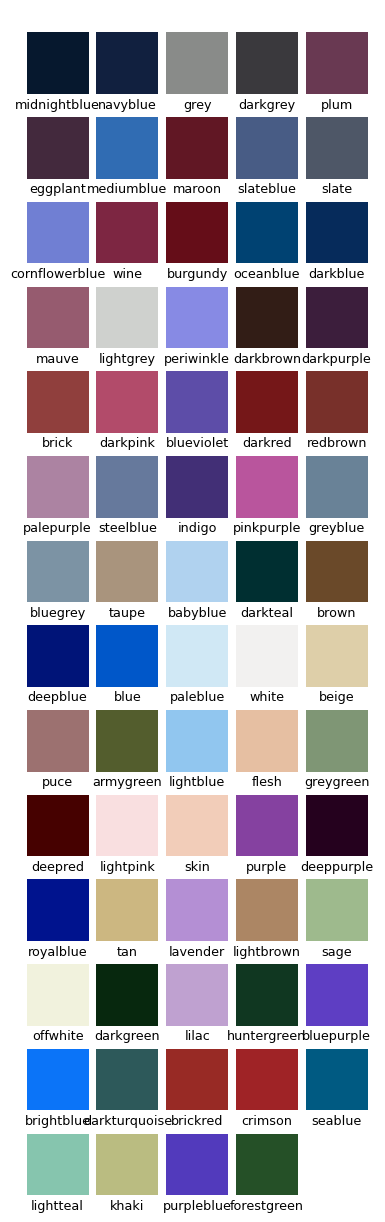 midnightblue navyblue grey darkgrey plum
eggplant mediumblue maroon slateblue slate
cornflowerblue wine burgundy oceanblue darkblue
mauve lightgrey periwinkle darkbrown darkpurple
brick darkpink blueviolet darkred redbrown
palepurple steelblue indigo pinkpurple greyblue
bluegrey taupe babyblue darkteal brown
deepblue blue paleblue white beige
puce armygreen lightblue flesh greygreen
deepred lightpink skin purple deeppurple
royalblue tan lavender lightbrown sage
offwhite darkgreen lilac huntergreen bluepurple
brightblue darkturquoise brickred crimson seablue
lightteal khaki purpleblue forestgreen